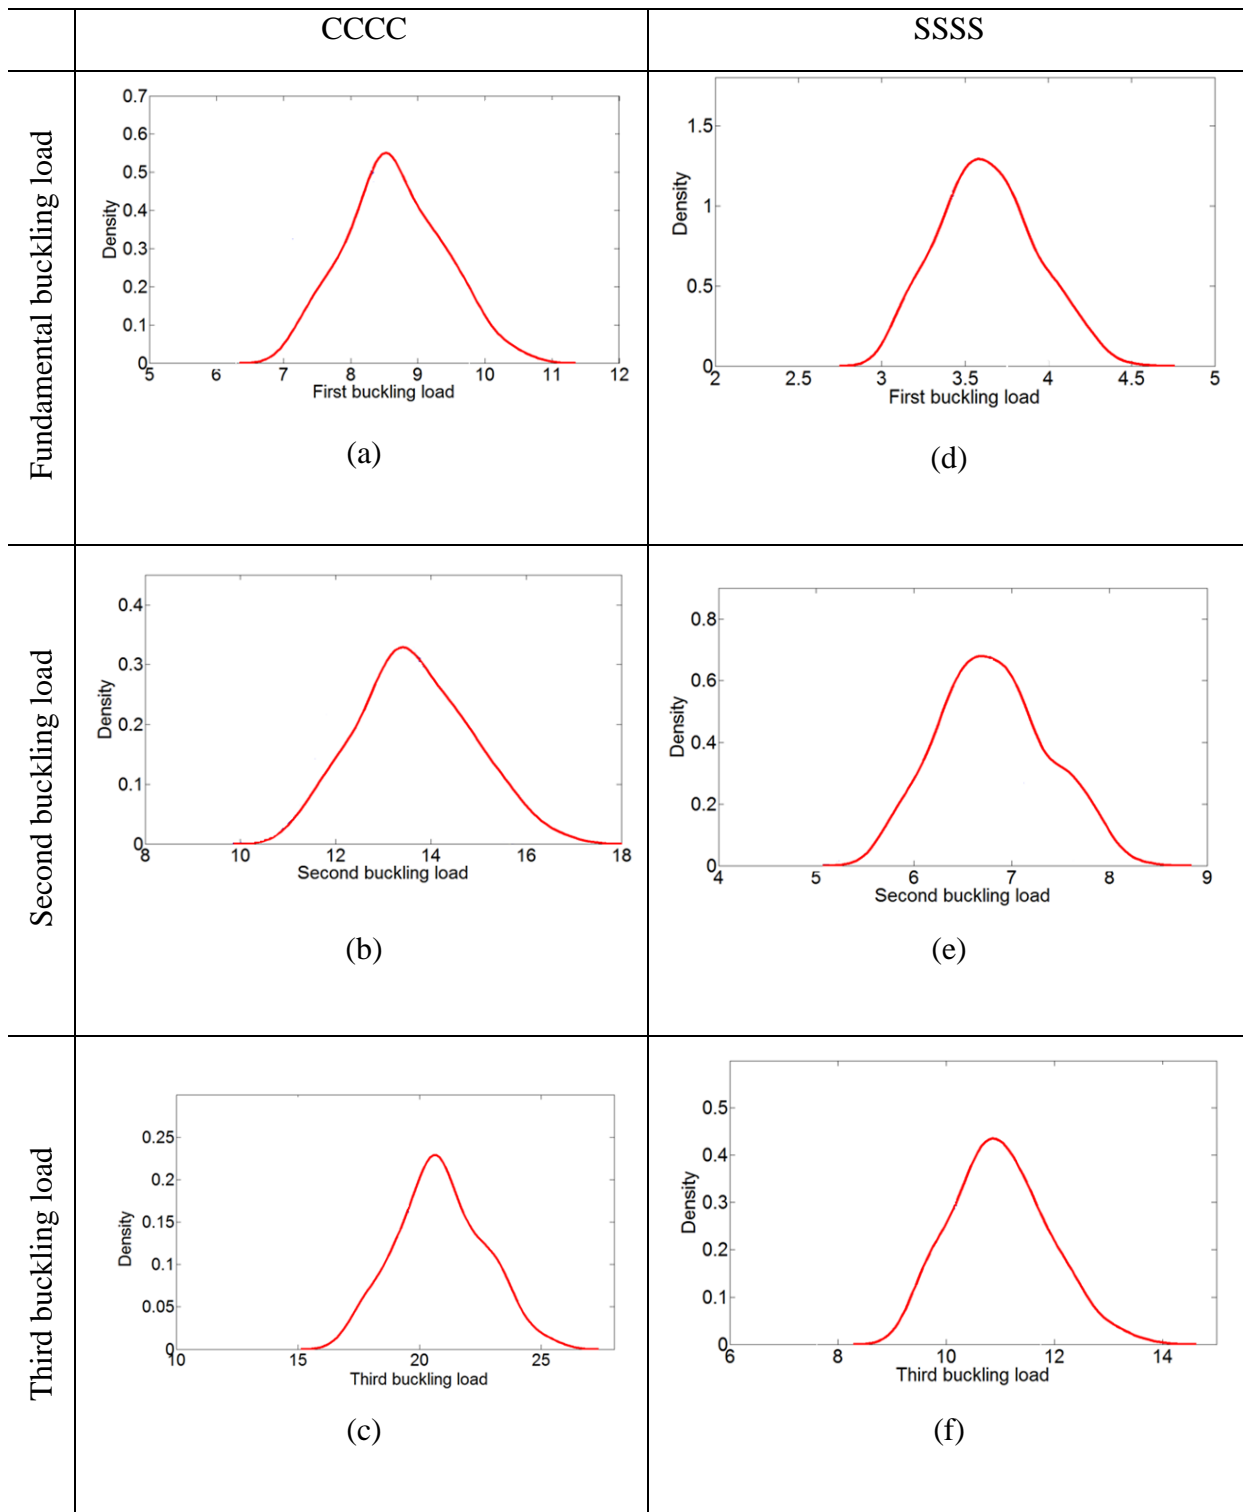 CCCC
SSSS
Fundamental buckling load
0.7
0.6
0.5
0.4
0.3
0.2
0.1
0
Density
5 6 7 8 9 10 11 12
First buckling load
(a)
1.5
1
0.5
0
Density
2 2.5 3 3.5 4 4.5 5
First buckling load
(d)
Second buckling load
0.4
0.3
0.2
0.1
0
Density
8 10 12 14 16 18
Second buckling load
(b)
0.8
0.6
0.4
0.2
0
Density
4 5 6 7 8 9
Second buckling load
(e)
Third buckling load
0.25
0.2
0.15
0.1
0.05
0
Density
10 15 20 25
Third buckling load
(c)
0.5
0.4
0.3
0.2
0.1
0
Density
6 8 10 12 14
Third buckling load
(f)